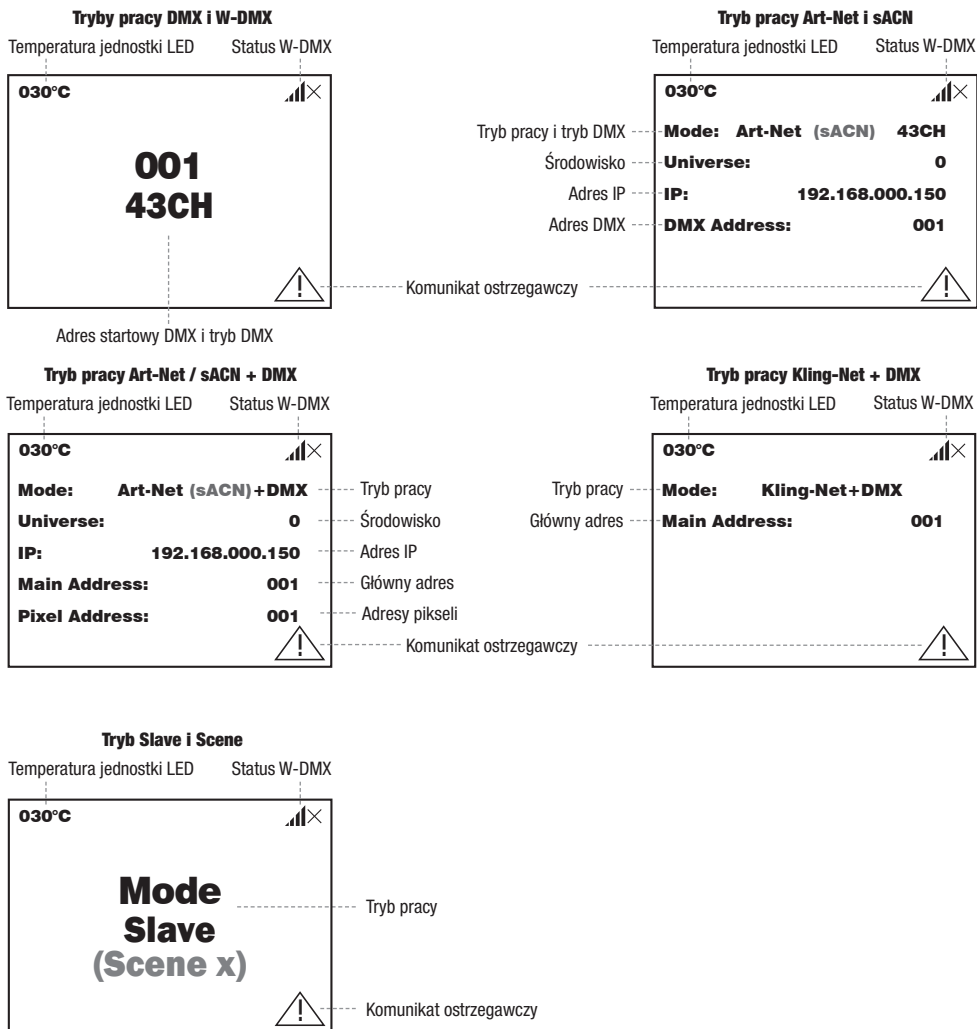 Tryby pracy DMX i W-DMX
Temperatura jednostki LED Status W-DMX
030°C
001
43CH
Adres startowy DMX i tryb DMX
Tryb pracy Art-Net i sACN
Temperatura jednostki LED Status W-DMX
030°C
Tryb pracy i tryb DMX Mode: Art-Net (sACN) 43CH
Środowisko Universe: 0
Adres IP IP: 192.168.000.150
Adres DMX DMX Address: 001
Komunikat ostrzegawczy
Tryb pracy Art-Net / sACN + DMX
Temperatura jednostki LED Status W-DMX
030°C
Mode: Art-Net (sACN)+DMX Tryb pracy
Universe: 0 Środowisko
IP: 192.168.000.150 Adres IP
Main Address: 001 Główny adres
Pixel Address: 001 Adresy pikseli
Tryb pracy Kling-Net + DMX
Temperatura jednostki LED Status W-DMX
030°C
Tryb pracy Mode: Kling-Net+DMX
Główny adres Main Address: 001
Komunikat ostrzegawczy
Tryb Slave i Scene
Temperatura jednostki LED Status W-DMX
030°C
Mode
Slave
(Scene x)
Tryb pracy
Komunikat ostrzegawczy